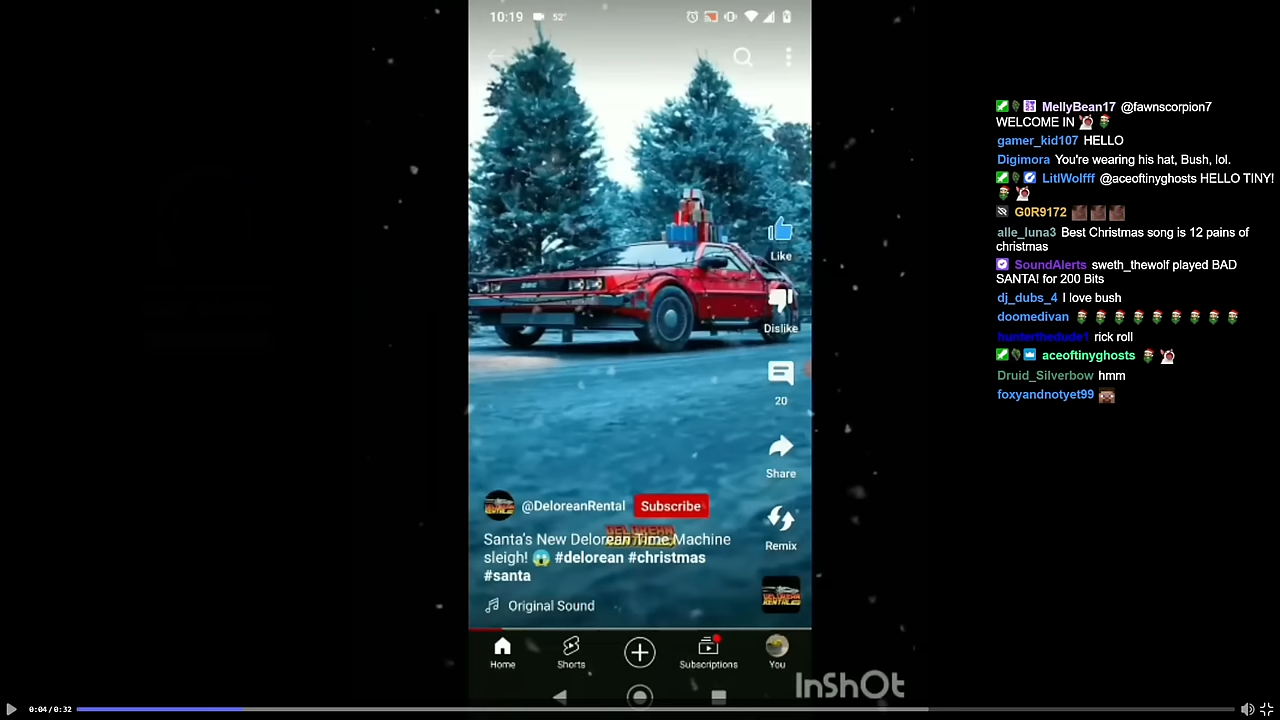 10:19 52°
Like
Dislike
20
Share
@DeloreanRental Subscribe
Santa's New Delorean Time Machine
sleigh! 😱 #delorean #christmas
#santa
Remix
Original Sound
Home Shorts Subscriptions You
InShOt
0:04 / 0:32
MellyBean17 @fawnscorpion7
WELCOME IN
gamer_kid107 HELLO
Digimora You're wearing his hat, Bush, lol.
LitlWolfff @aceoftinyghosts HELLO TINY!
G0R9172
alle_luna3 Best Christmas song is 12 pains of
christmas
SoundAlerts sweth_thewolf played BAD
SANTA! for 200 Bits
dj_dubs_4 I love bush
doomedivan
hunterthedude1 rick roll
aceoftinyghosts
Druid_Silverbow hmm
foxyandnotyet99